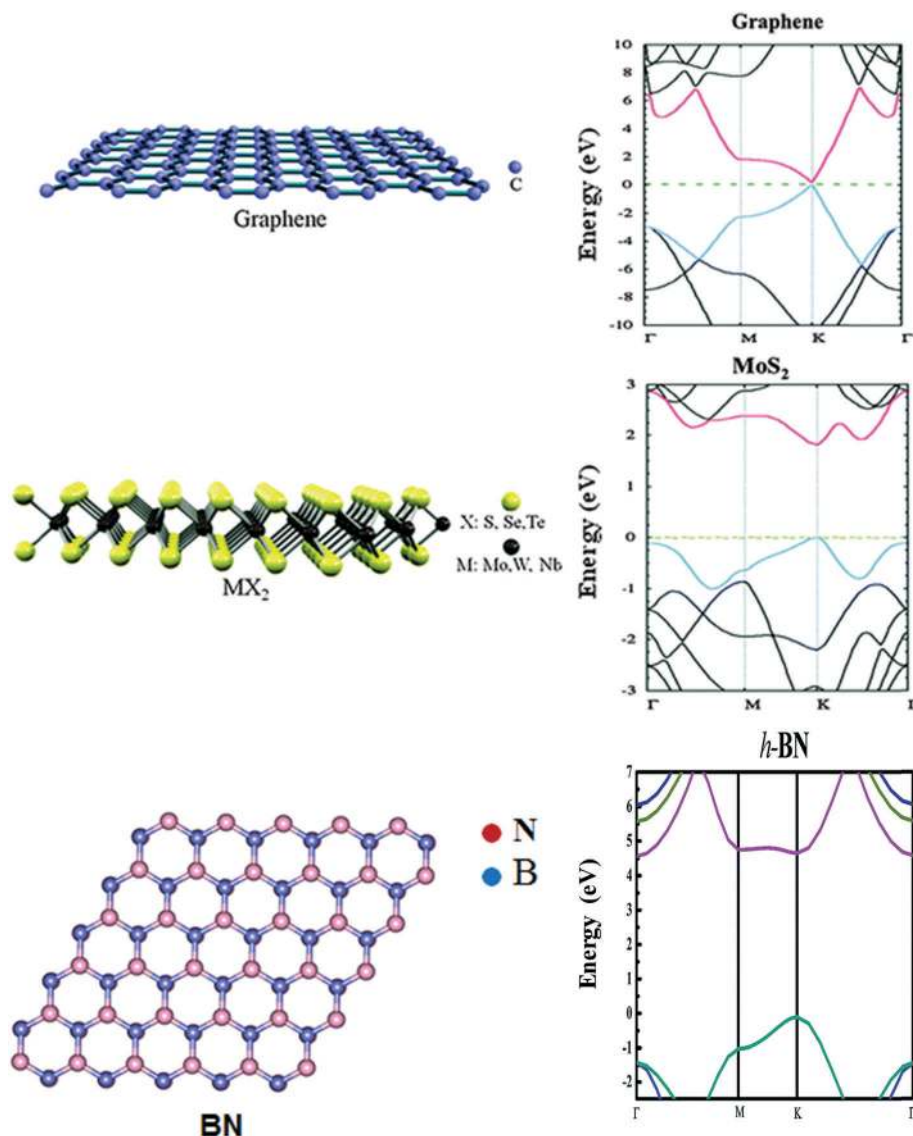 Graphene
C
Graphene
10
8
6
4
2
0
-2
-4
-6
-8
-10
Energy (eV)
Γ
M
K
Γ
MoS₂
X: S, Se,Te
M: Mo,W, Nb
MX₂
3
2
1
0
-1
-2
-3
Energy (eV)
Γ
M
K
Γ
h-BN
N
B
BN
7
6
5
4
3
2
1
0
-1
-2
Energy (eV)
Γ
M
K
Γ